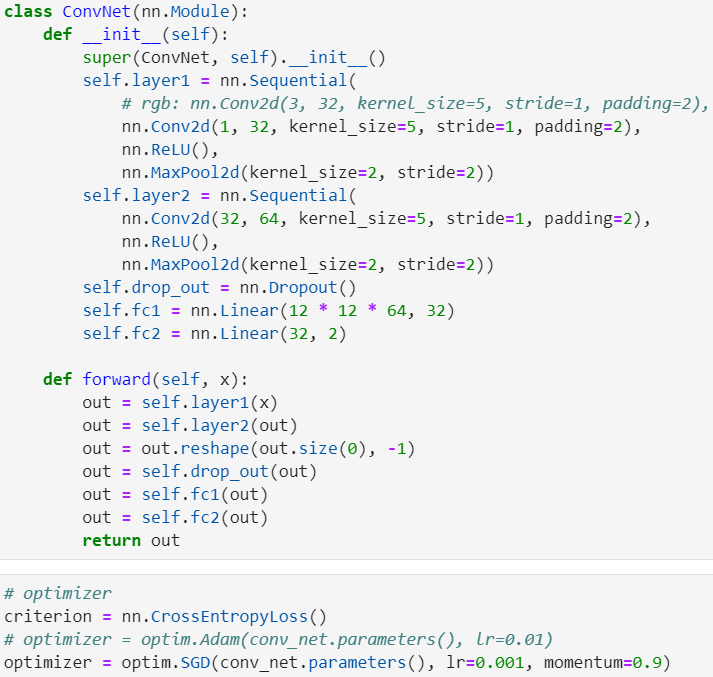 class ConvNet(nn.Module):
    def __init__(self):
        super(ConvNet, self).__init__()
        self.layer1 = nn.Sequential(
            # rgb: nn.Conv2d(3, 32, kernel_size=5, stride=1, padding=2),
            nn.Conv2d(1, 32, kernel_size=5, stride=1, padding=2),
            nn.ReLU(),
            nn.MaxPool2d(kernel_size=2, stride=2))
        self.layer2 = nn.Sequential(
            nn.Conv2d(32, 64, kernel_size=5, stride=1, padding=2),
            nn.ReLU(),
            nn.MaxPool2d(kernel_size=2, stride=2))
        self.drop_out = nn.Dropout()
        self.fc1 = nn.Linear(12 * 12 * 64, 32)
        self.fc2 = nn.Linear(32, 2)

    def forward(self, x):
        out = self.layer1(x)
        out = self.layer2(out)
        out = out.reshape(out.size(0), -1)
        out = self.drop_out(out)
        out = self.fc1(out)
        out = self.fc2(out)
        return out

# optimizer
criterion = nn.CrossEntropyLoss()
# optimizer = optim.Adam(conv_net.parameters(), lr=0.01)
optimizer = optim.SGD(conv_net.parameters(), lr=0.001, momentum=0.9)